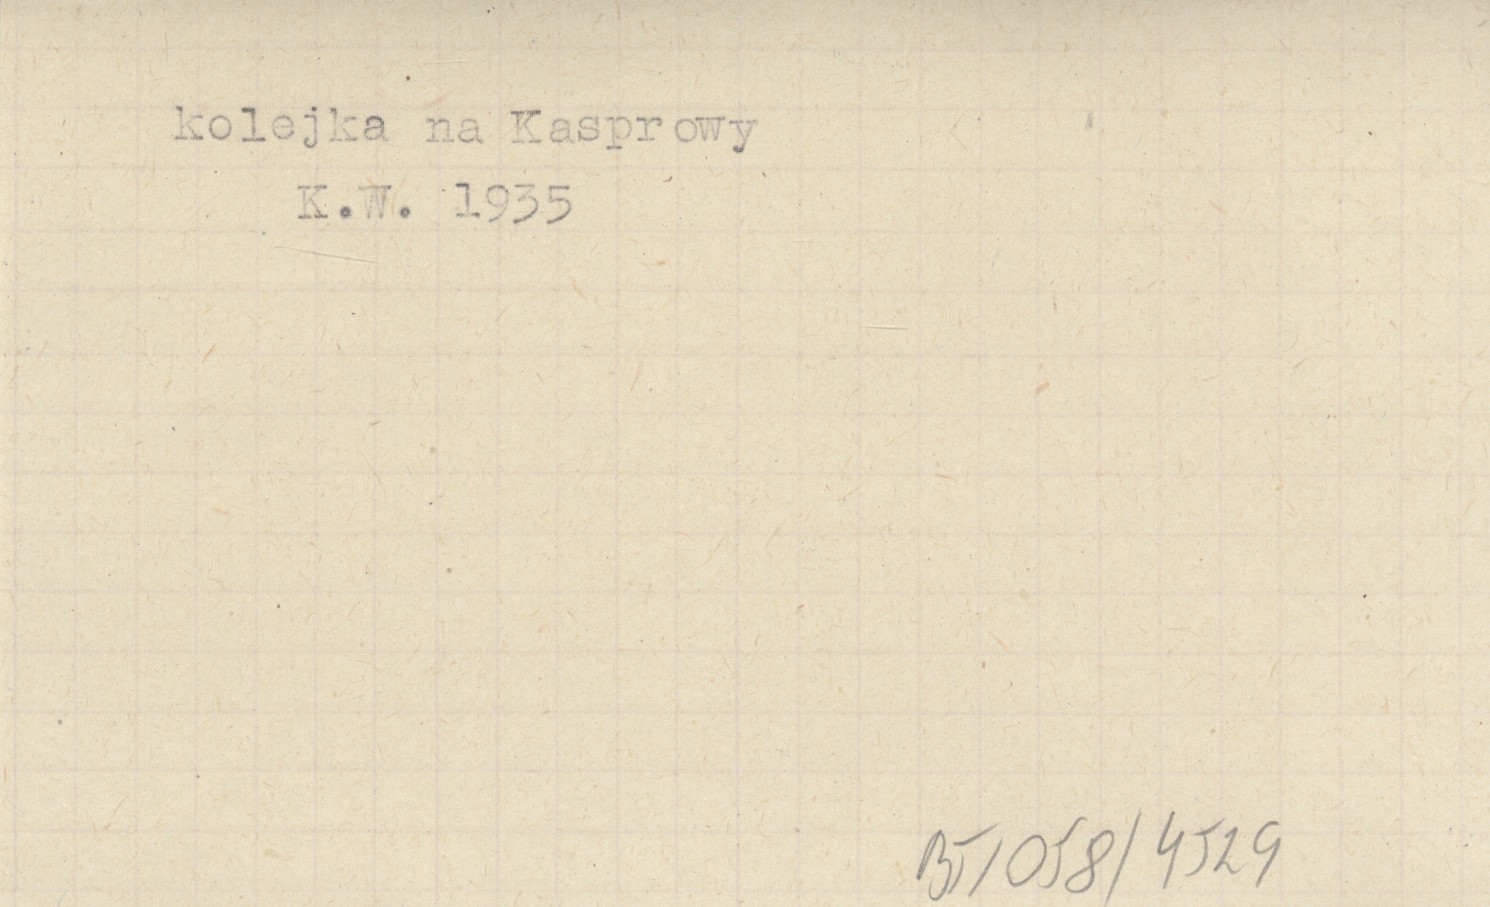 kolejka na Kasprowy
K.W. 1935
BJ/058/4529